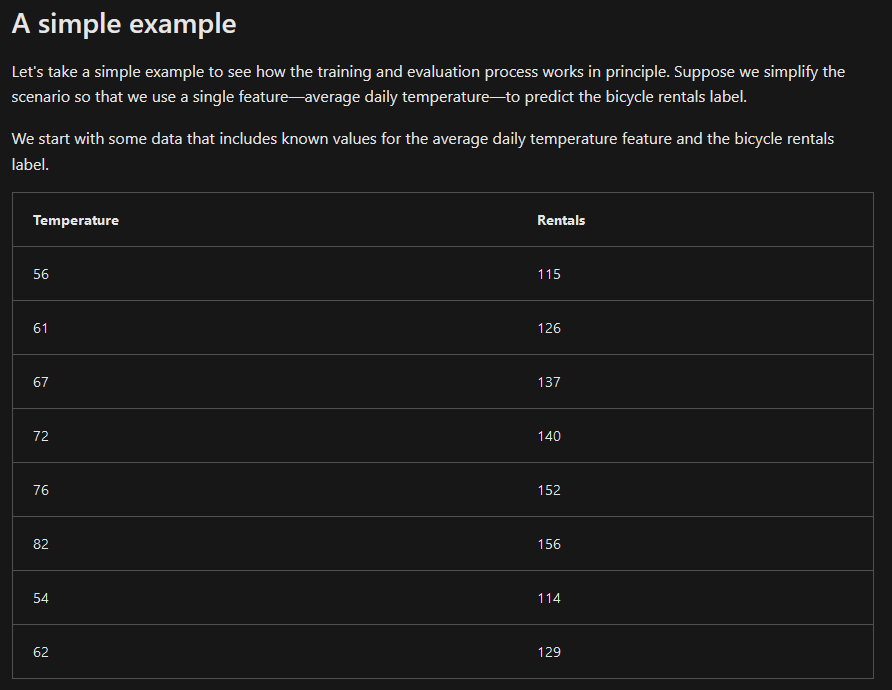 A simple example
Let's take a simple example to see how the training and evaluation process works in principle. Suppose we simplify the
scenario so that we use a single feature—average daily temperature—to predict the bicycle rentals label.
We start with some data that includes known values for the average daily temperature feature and the bicycle rentals
label.
Temperature Rentals
56 115
61 126
67 137
72 140
76 152
82 156
54 114
62 129